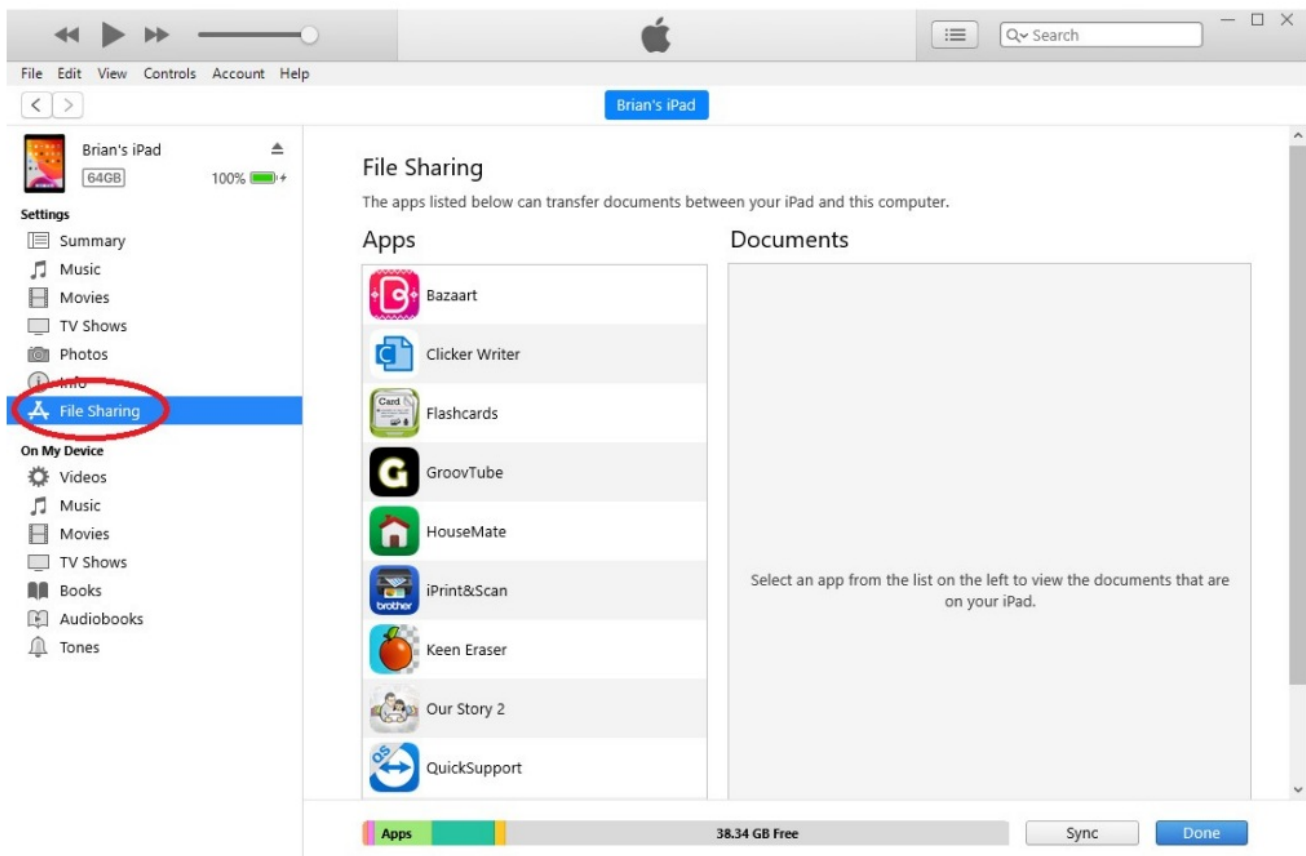 Search
File Edit View Controls Account Help
Brian's iPad
Brian's iPad
64GB
100%
Settings
Summary
Music
Movies
TV Shows
Photos
Info
File Sharing
On My Device
Videos
Music
Movies
TV Shows
Books
Audiobooks
Tones
File Sharing
The apps listed below can transfer documents between your iPad and this computer.
Apps
Bazaart
Clicker Writer
Card
Flashcards
G
GroovTube
HouseMate
brother
iPrint&Scan
Keen Eraser
Our Story 2
QS
QuickSupport
Documents
Select an app from the list on the left to view the documents that are
on your iPad.
Apps
38.34 GB Free
Sync
Done